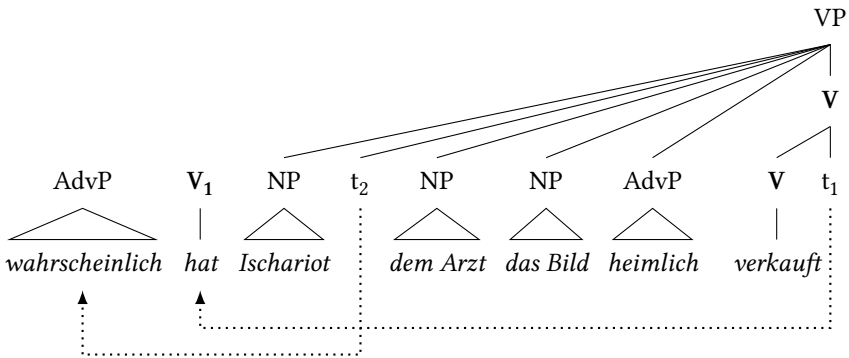 VP
V
AdvP V₁ NP t₂ NP NP AdvP V t₁
wahrscheinlich hat Ischariot dem Arzt das Bild heimlich verkauft